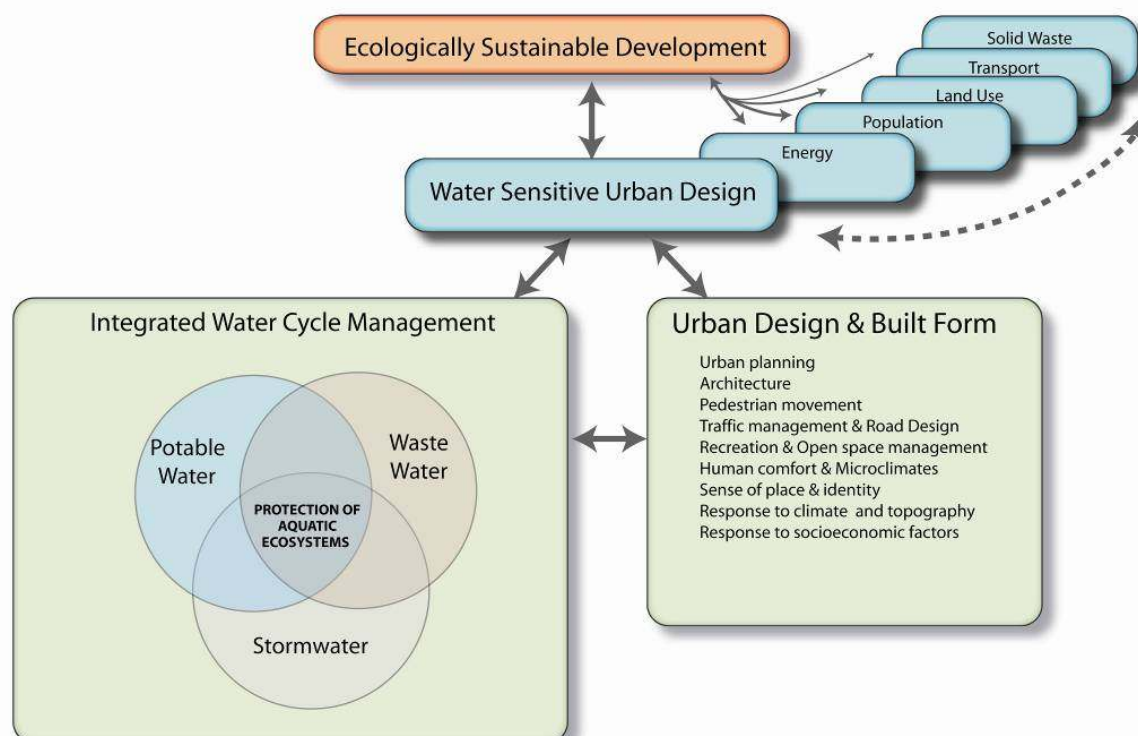 Ecologically Sustainable Development
Solid Waste
Transport
Land Use
Population
Energy
Water Sensitive Urban Design
Integrated Water Cycle Management
Potable
Water
Waste
Water
PROTECTION OF
AQUATIC
ECOSYSTEMS
Stormwater
Urban Design & Built Form
Urban planning
Architecture
Pedestrian movement
Traffic management & Road Design
Recreation & Open space management
Human comfort & Microclimates
Sense of place & identity
Response to climate and topography
Response to socioeconomic factors